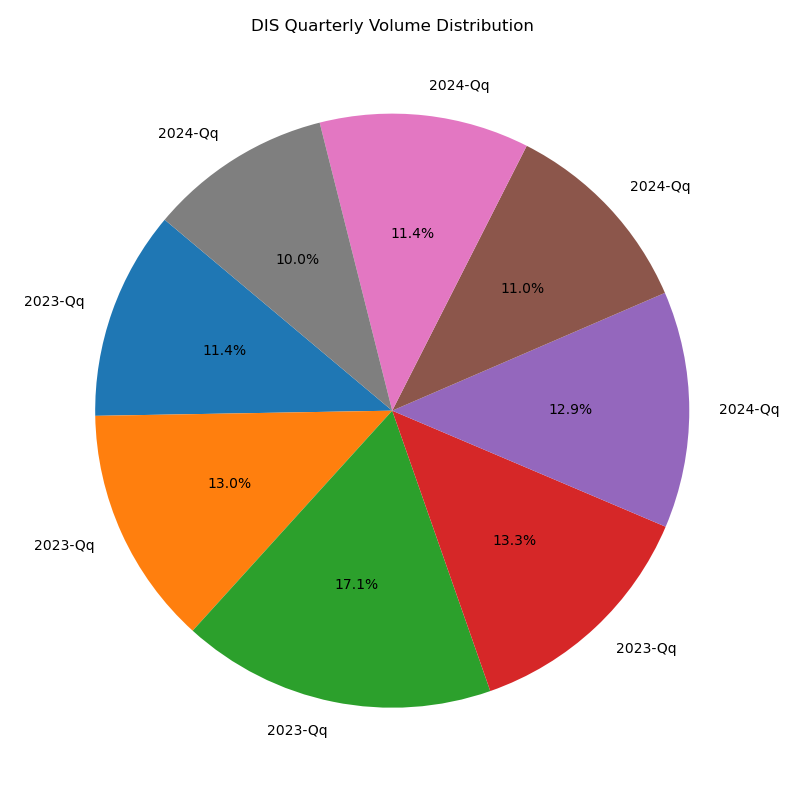 DIS Quarterly Volume Distribution
2024-Qq
2024-Qq
2024-Qq
11.4%
10.0%
11.0%
2023-Qq
11.4%
12.9%
2024-Qq
13.0%
13.3%
2023-Qq
17.1%
2023-Qq
2023-Qq